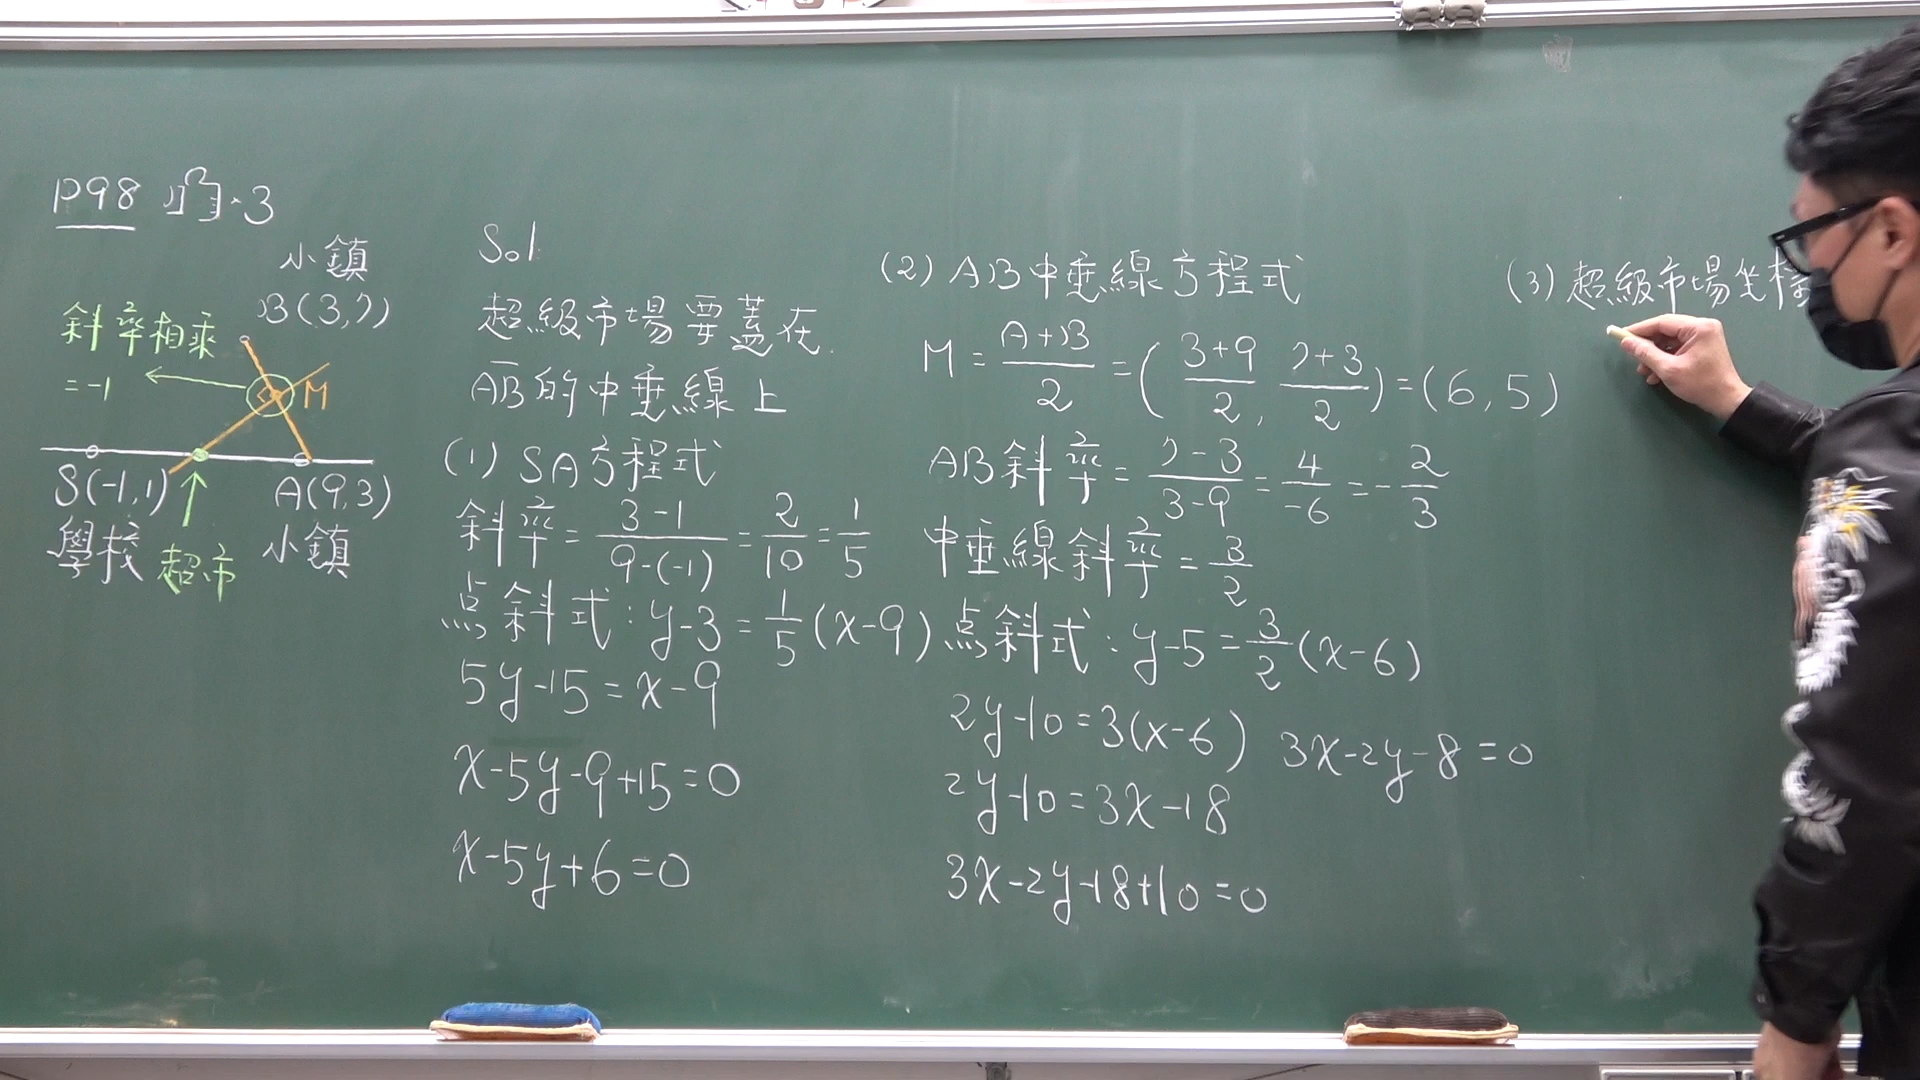 P98
3
小鎮
B(3,7)
斜率相乘
=-1
M
S(-1,1)
A(9,3)
學校
超市
小鎮
Sol
超級市場要蓋在
AB的中垂線上
(1) SA方程式
斜率 = 3-1 / 9-(-1) = 2/10 = 1/5
点斜式: y-3 = 1/5 (x-9)
5y-15 = x-9
x-5y-9+15=0
x-5y+6=0
(2) AB中垂線方程式
M = A+B / 2 = ( 3+9 / 2 , 7+3 / 2 ) = (6,5)
AB斜率 = 7-3 / 3-9 = 4/-6 = -2/3
中垂線斜率 = 3/2
点斜式: y-5 = 3/2 (x-6)
2y-10=3(x-6)
2y-10=3x-18
3x-2y-18+10=0
3x-2y-8=0
(3) 超級市場坐標